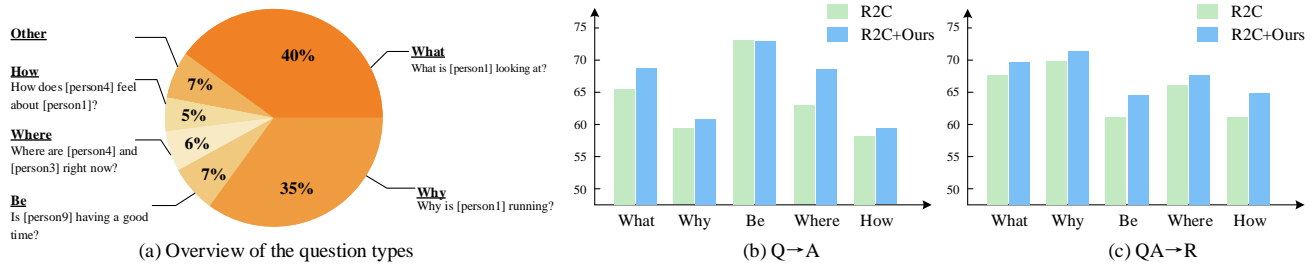 Other
How
How does [person4] feel
about [person1]?
Where
Where are [person4] and
[person3] right now?
Be
Is [person9] having a good
time?
40%
7%
5%
6%
7%
35%
What
What is [person1] looking at?
Why
Why is [person1] running?
(a) Overview of the question types
R2C
R2C+Ours
75
70
65
60
55
50
What Why Be Where How
(b) Q→A
R2C
R2C+Ours
75
70
65
60
55
50
What Why Be Where How
(c) QA→R